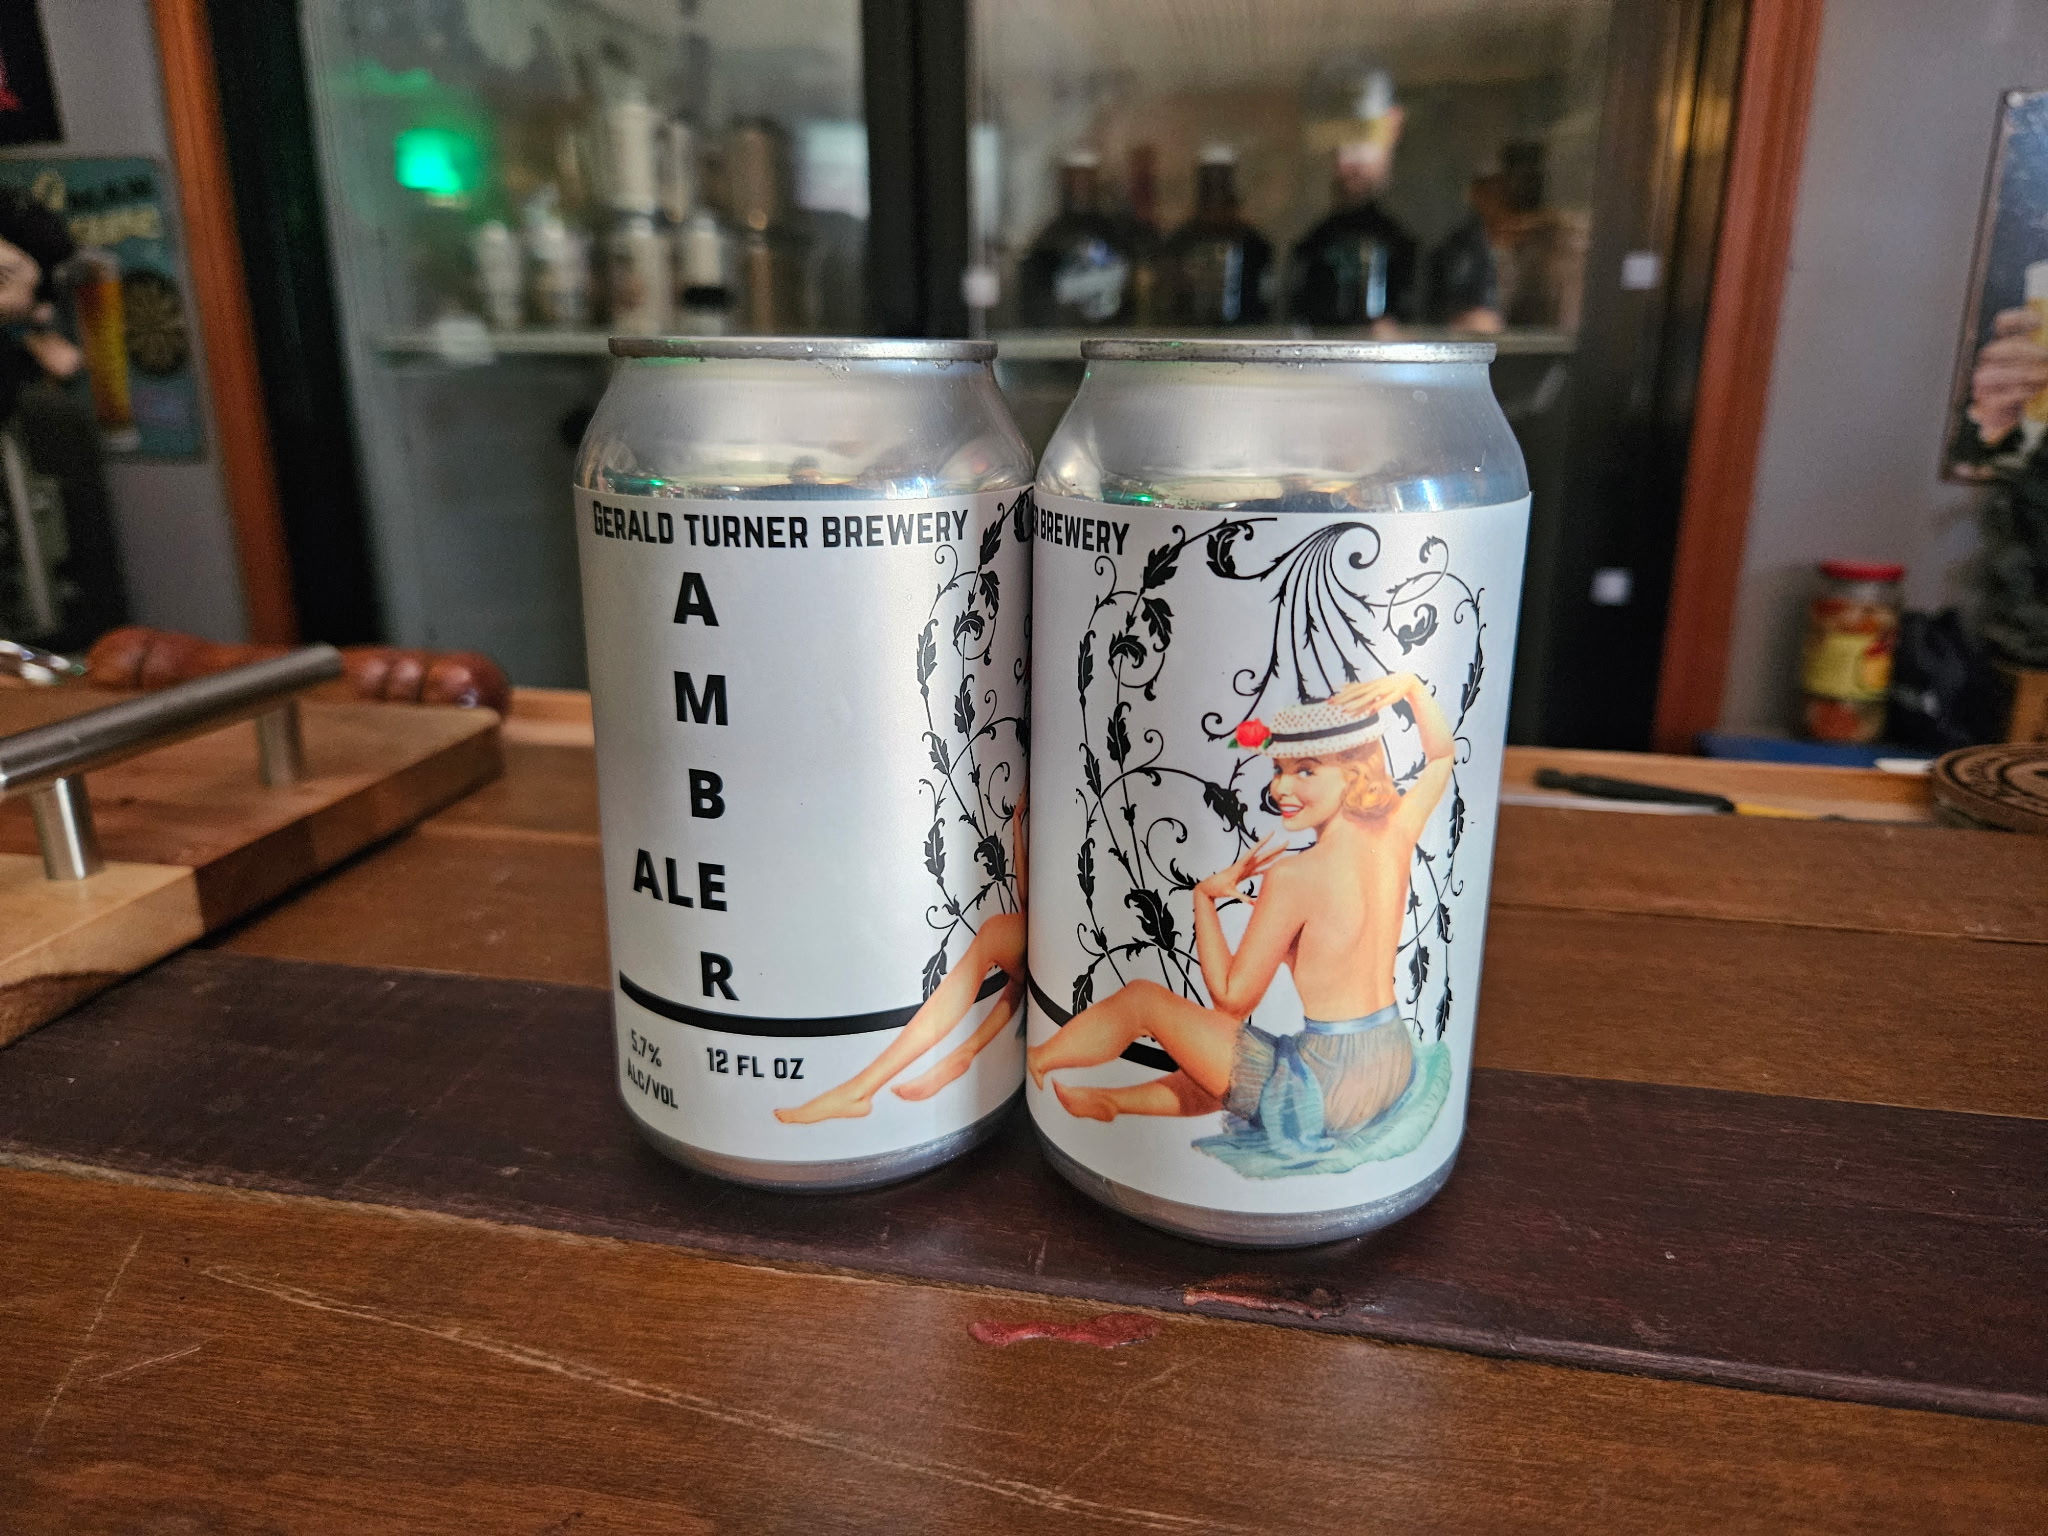 GERALD TURNER BREWERY
A
M
B
ALE
R
5.7%
ALC/VOL
12 FL OZ
BREWERY